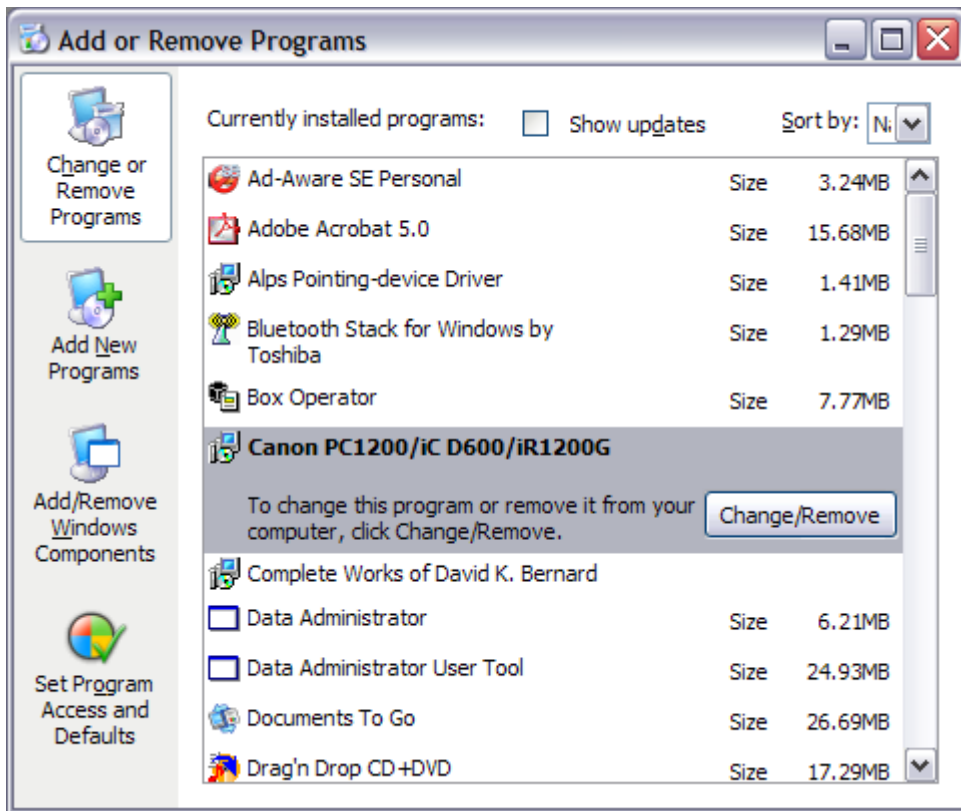 Add or Remove Programs
Change or
Remove
Programs
Add New
Programs
Add/Remove
Windows
Components
Set Program
Access and
Defaults
Currently installed programs: Show updates Sort by: Na
Ad-Aware SE Personal Size 3.24MB
Adobe Acrobat 5.0 Size 15.68MB
Alps Pointing-device Driver Size 1.41MB
Bluetooth Stack for Windows by Size 1.29MB
Toshiba
Box Operator Size 7.77MB
Canon PC1200/iC D600/iR1200G
To change this program or remove it from your
computer, click Change/Remove.
Change/Remove
Complete Works of David K. Bernard
Data Administrator Size 6.21MB
Data Administrator User Tool Size 24.93MB
Documents To Go Size 26.69MB
Drag'n Drop CD+DVD Size 17.29MB